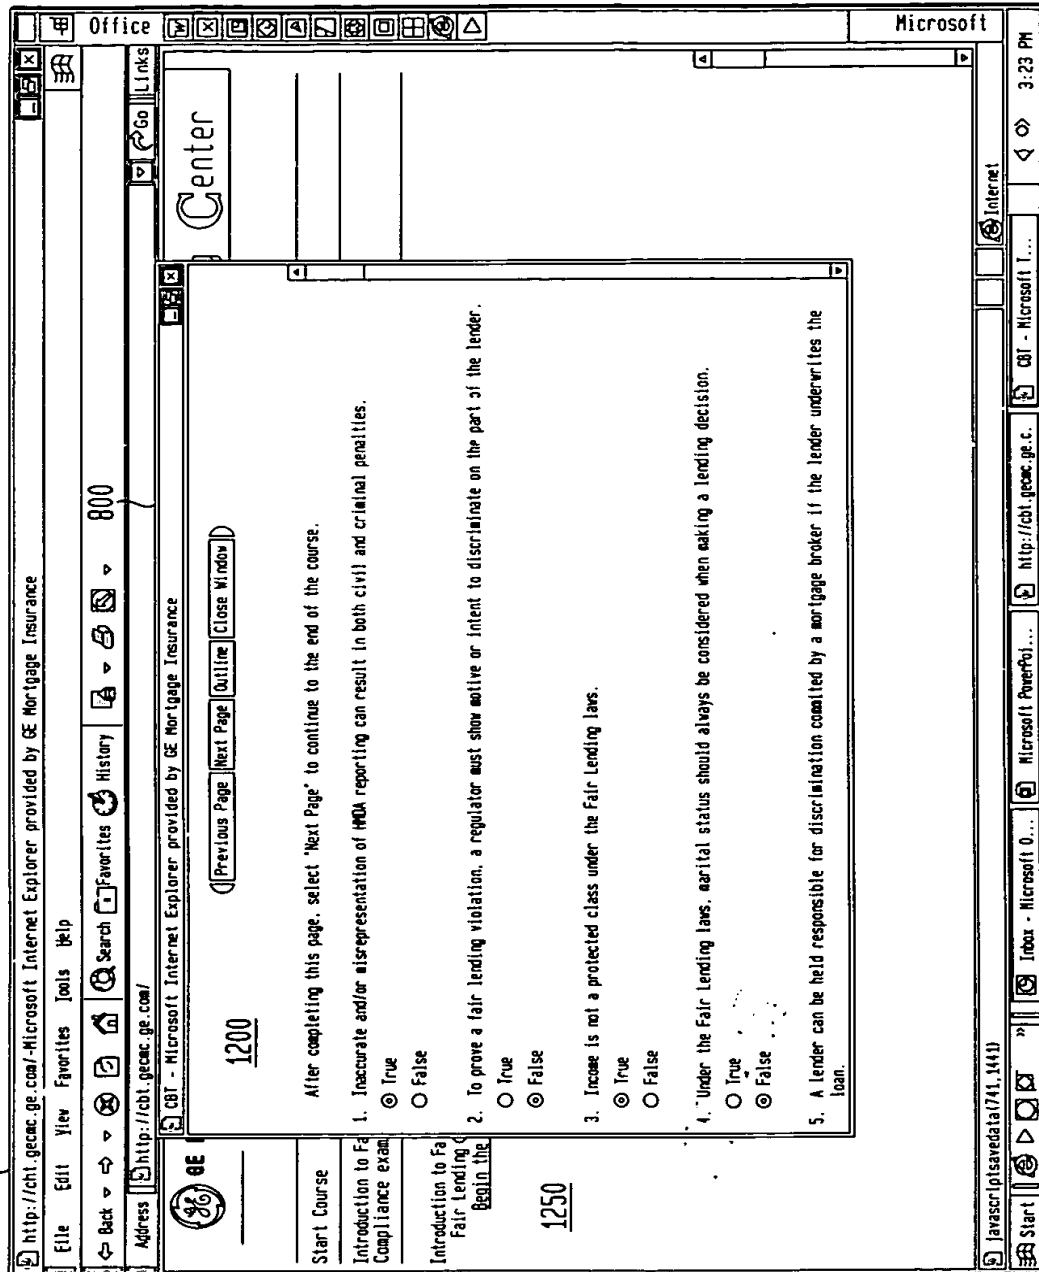 http://cht.gecmc.ge.com/-Microsoft Internet Explorer provided by GE Mortgage Insurance
File Edit View Favorites Tools Help
Back Search Favorites History
800
Address http://cbt.gecmc.ge.com/ Go Links
Office
Microsoft
GE
Center
Start Course
Introduction to Fa
Compliance exam
Introduction to Fa
Fair Lending
Begin the
1250
CBT - Microsoft Internet Explorer provided by GE Mortgage Insurance
1200
Previous Page Next Page Outline Close Window
After completing this page, select "Next Page" to continue to the end of the course.
1. Inaccurate and/or misrepresentation of HMDA reporting can result in both civil and criminal penalties.
True
False
2. To prove a fair lending violation, a regulator must show motive or intent to discriminate on the part of the lender.
True
False
3. Income is not a protected class under the Fair Lending laws.
True
False
4. Under the Fair Lending laws, marital status should always be considered when making a lending decision.
True
False
5. A lender can be held responsible for discrimination commited by a mortgage broker if the lender underwrites the
loan.
javascriptsavedata(741,1441) Internet
Start » Inbox - Microsoft O... Microsoft PowerPoi... http://cbt.gecmc.ge.c. CBT - Microsoft I... 3:23 PM